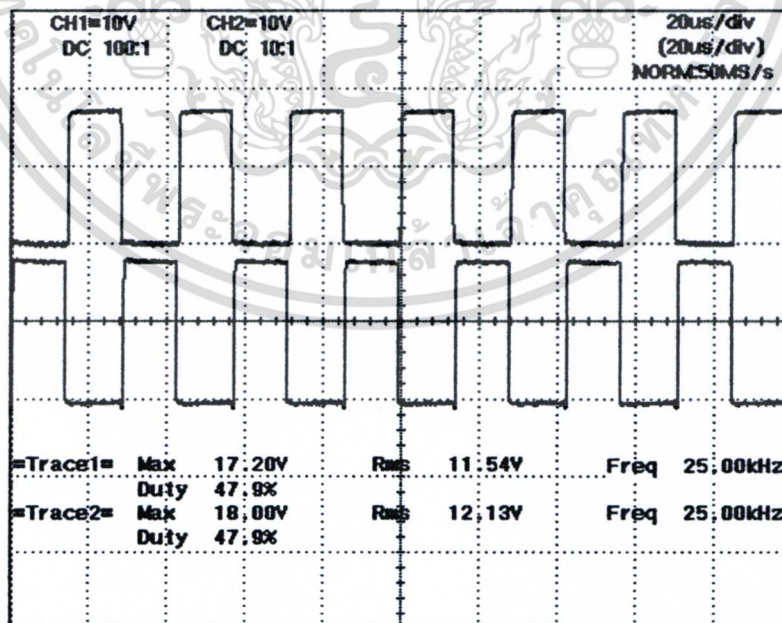 CH1=10V CH2=10V 20us/div
DC 100:1 DC 10:1 (20us/div)
NORM:50MS/s
=Trace1= Max 17.20V Rms 11.54V Freq 25.00kHz
Duty 47.9%
=Trace2= Max 18.00V Rms 12.13V Freq 25.00kHz
Duty 47.9%